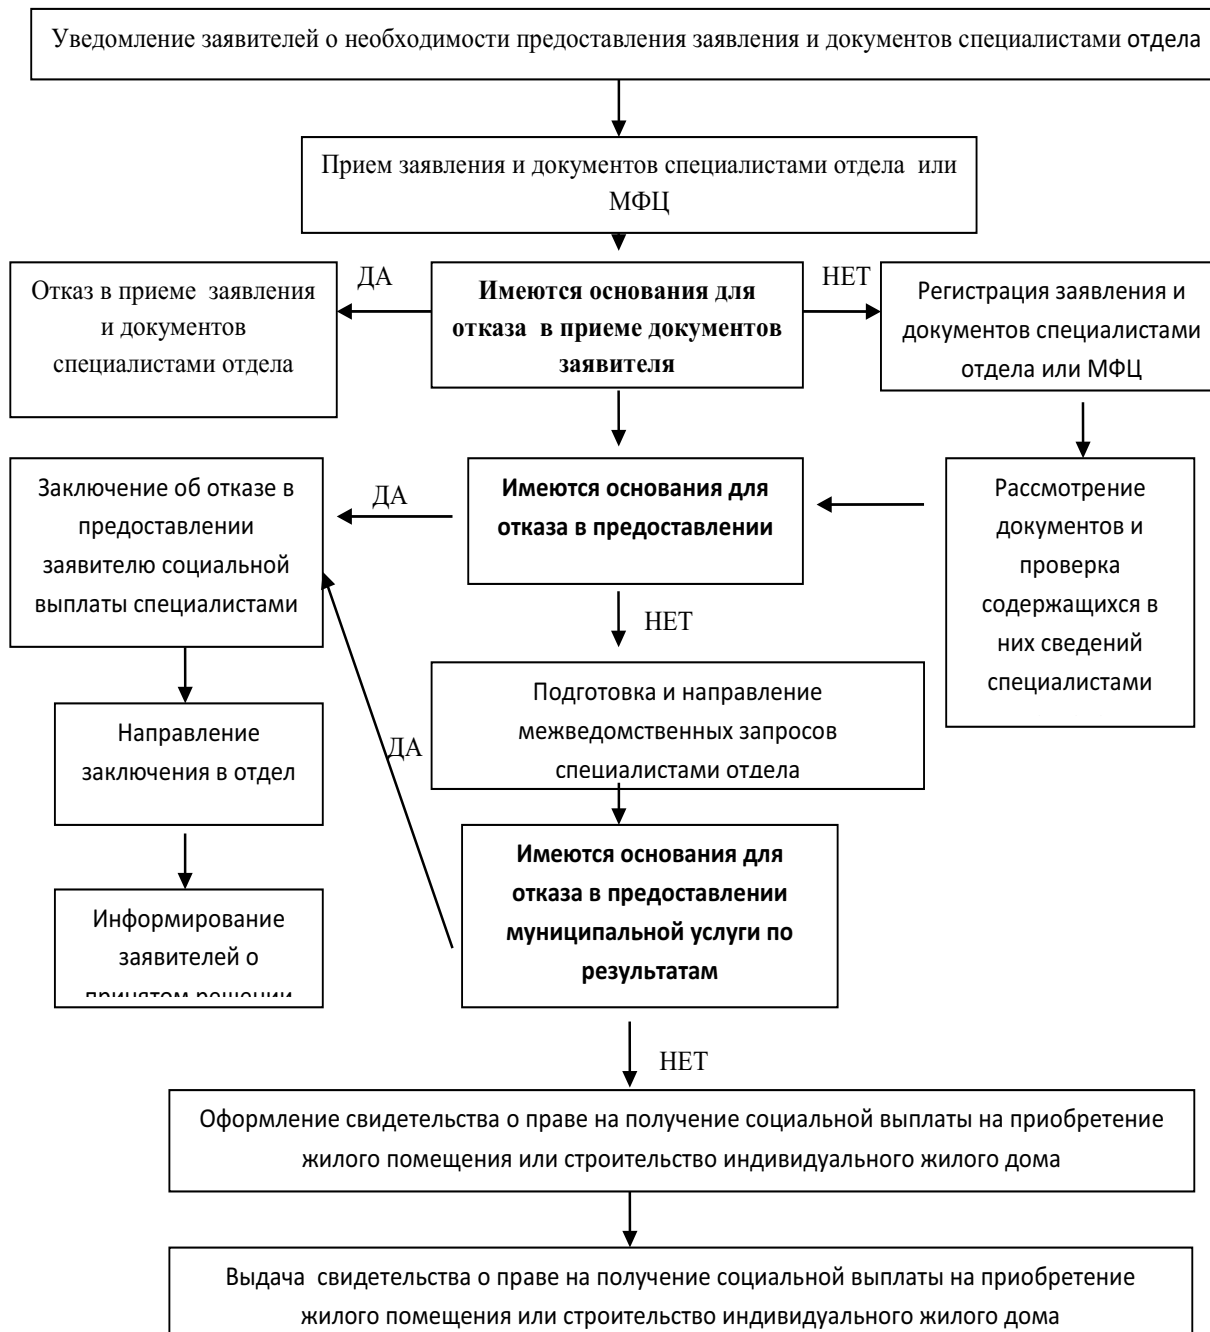 Уведомление заявителей о необходимости предоставления заявления и документов специалистами отдела
Прием заявления и документов специалистами отдела или
МФЦ
ДА
НЕТ
Отказ в приеме заявления
и документов
специалистами отдела
Имеются основания для
отказа в приеме документов
заявителя
Регистрация заявления и
документов специалистами
отдела или МФЦ
Заключение об отказе в
предоставлении
заявителю социальной
выплаты специалистами
ДА
Имеются основания для
отказа в предоставлении
Рассмотрение
документов и
проверка
содержащихся в
них сведений
специалистами
НЕТ
Подготовка и направление
межведомственных запросов
специалистами отдела
Направление
заключения в отдел
ДА
Имеются основания для
отказа в предоставлении
муниципальной услуги по
результатам
Информирование
заявителей о
принятом решении
НЕТ
Оформление свидетельства о праве на получение социальной выплаты на приобретение
жилого помещения или строительство индивидуального жилого дома
Выдача свидетельства о праве на получение социальной выплаты на приобретение
жилого помещения или строительство индивидуального жилого дома